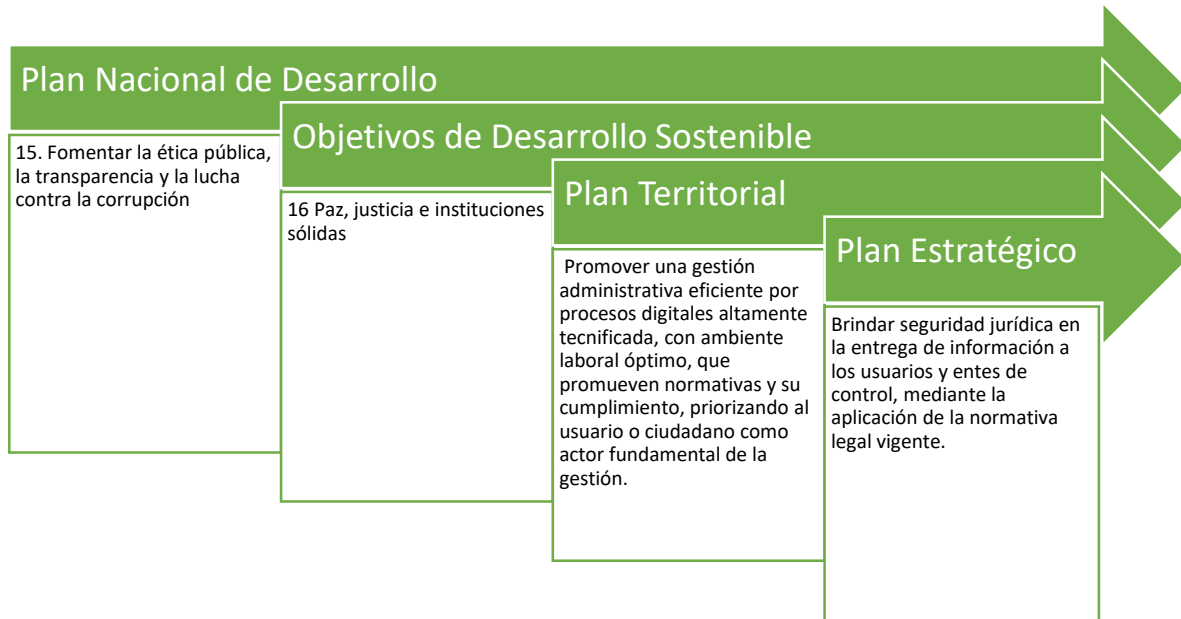 Plan Nacional de Desarrollo
15. Fomentar la ética pública,
la transparencia y la lucha
contra la corrupción
Objetivos de Desarrollo Sostenible
16 Paz, justicia e instituciones
sólidas
Plan Territorial
Promover una gestión
administrativa eficiente por
procesos digitales altamente
tecnificada, con ambiente
laboral óptimo, que
promueven normativas y su
cumplimiento, priorizando al
usuario o ciudadano como
actor fundamental de la
gestión.
Plan Estratégico
Brindar seguridad jurídica en
la entrega de información a
los usuarios y entes de
control, mediante la
aplicación de la normativa
legal vigente.